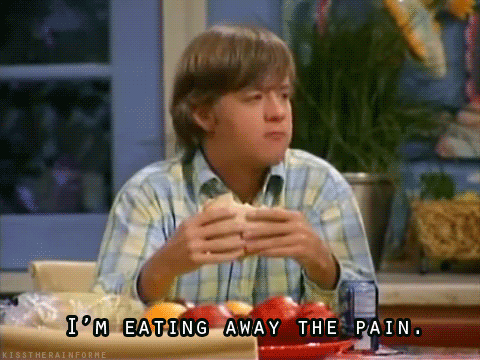 I'M EATING AWAY THE PAIN.
KISSTHERAINFORME